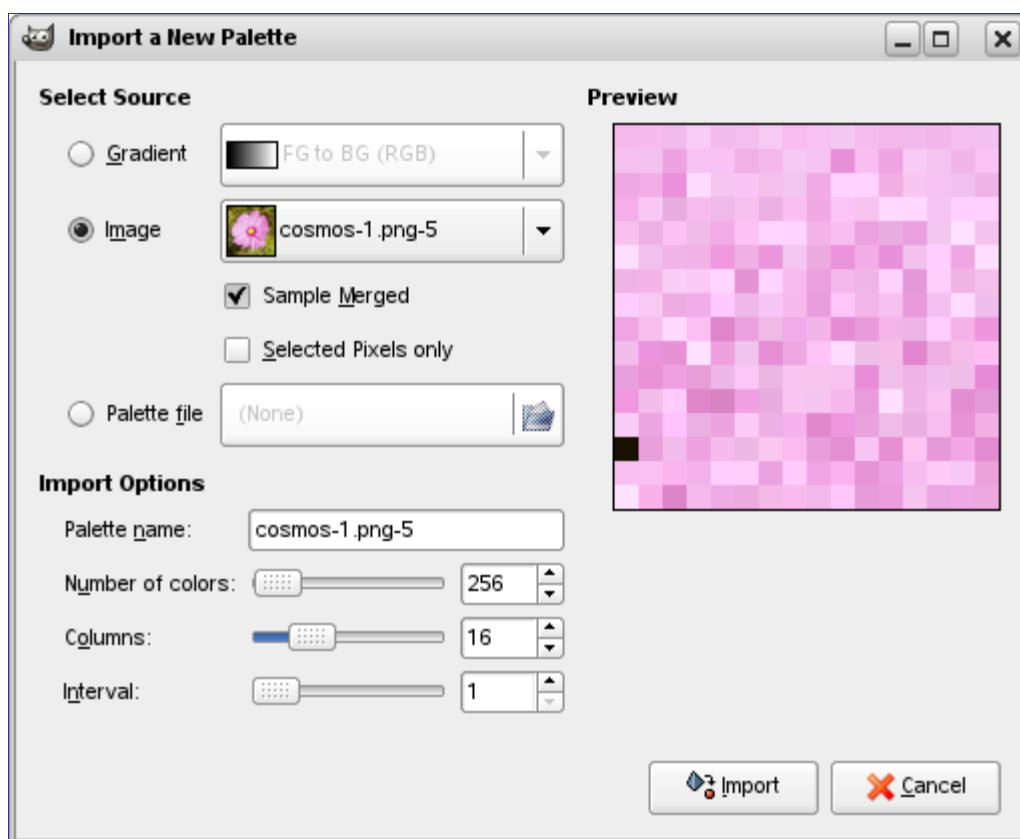 Import a New Palette
Select Source
Preview
Gradient
FG to BG (RGB)
Image
cosmos-1.png-5
Sample Merged
Selected Pixels only
Palette file
(None)
Import Options
Palette name:
cosmos-1.png-5
Number of colors:
256
Columns:
16
Interval:
1
Import
Cancel